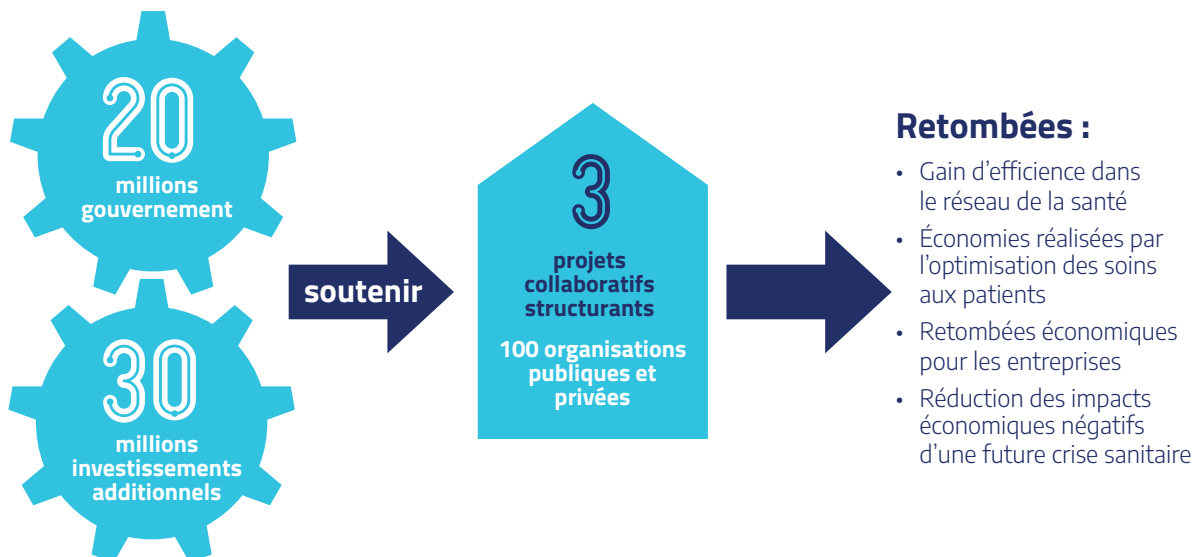 20
millions
gouvernement
30
millions
investissements
additionnels
soutenir
3
projets
collaboratifs
structurants
100 organisations
publiques et
privées
Retombées :
• Gain d’efficience dans
le réseau de la santé
• Économies réalisées par
l’optimisation des soins
aux patients
• Retombées économiques
pour les entreprises
• Réduction des impacts
économiques négatifs
d’une future crise sanitaire